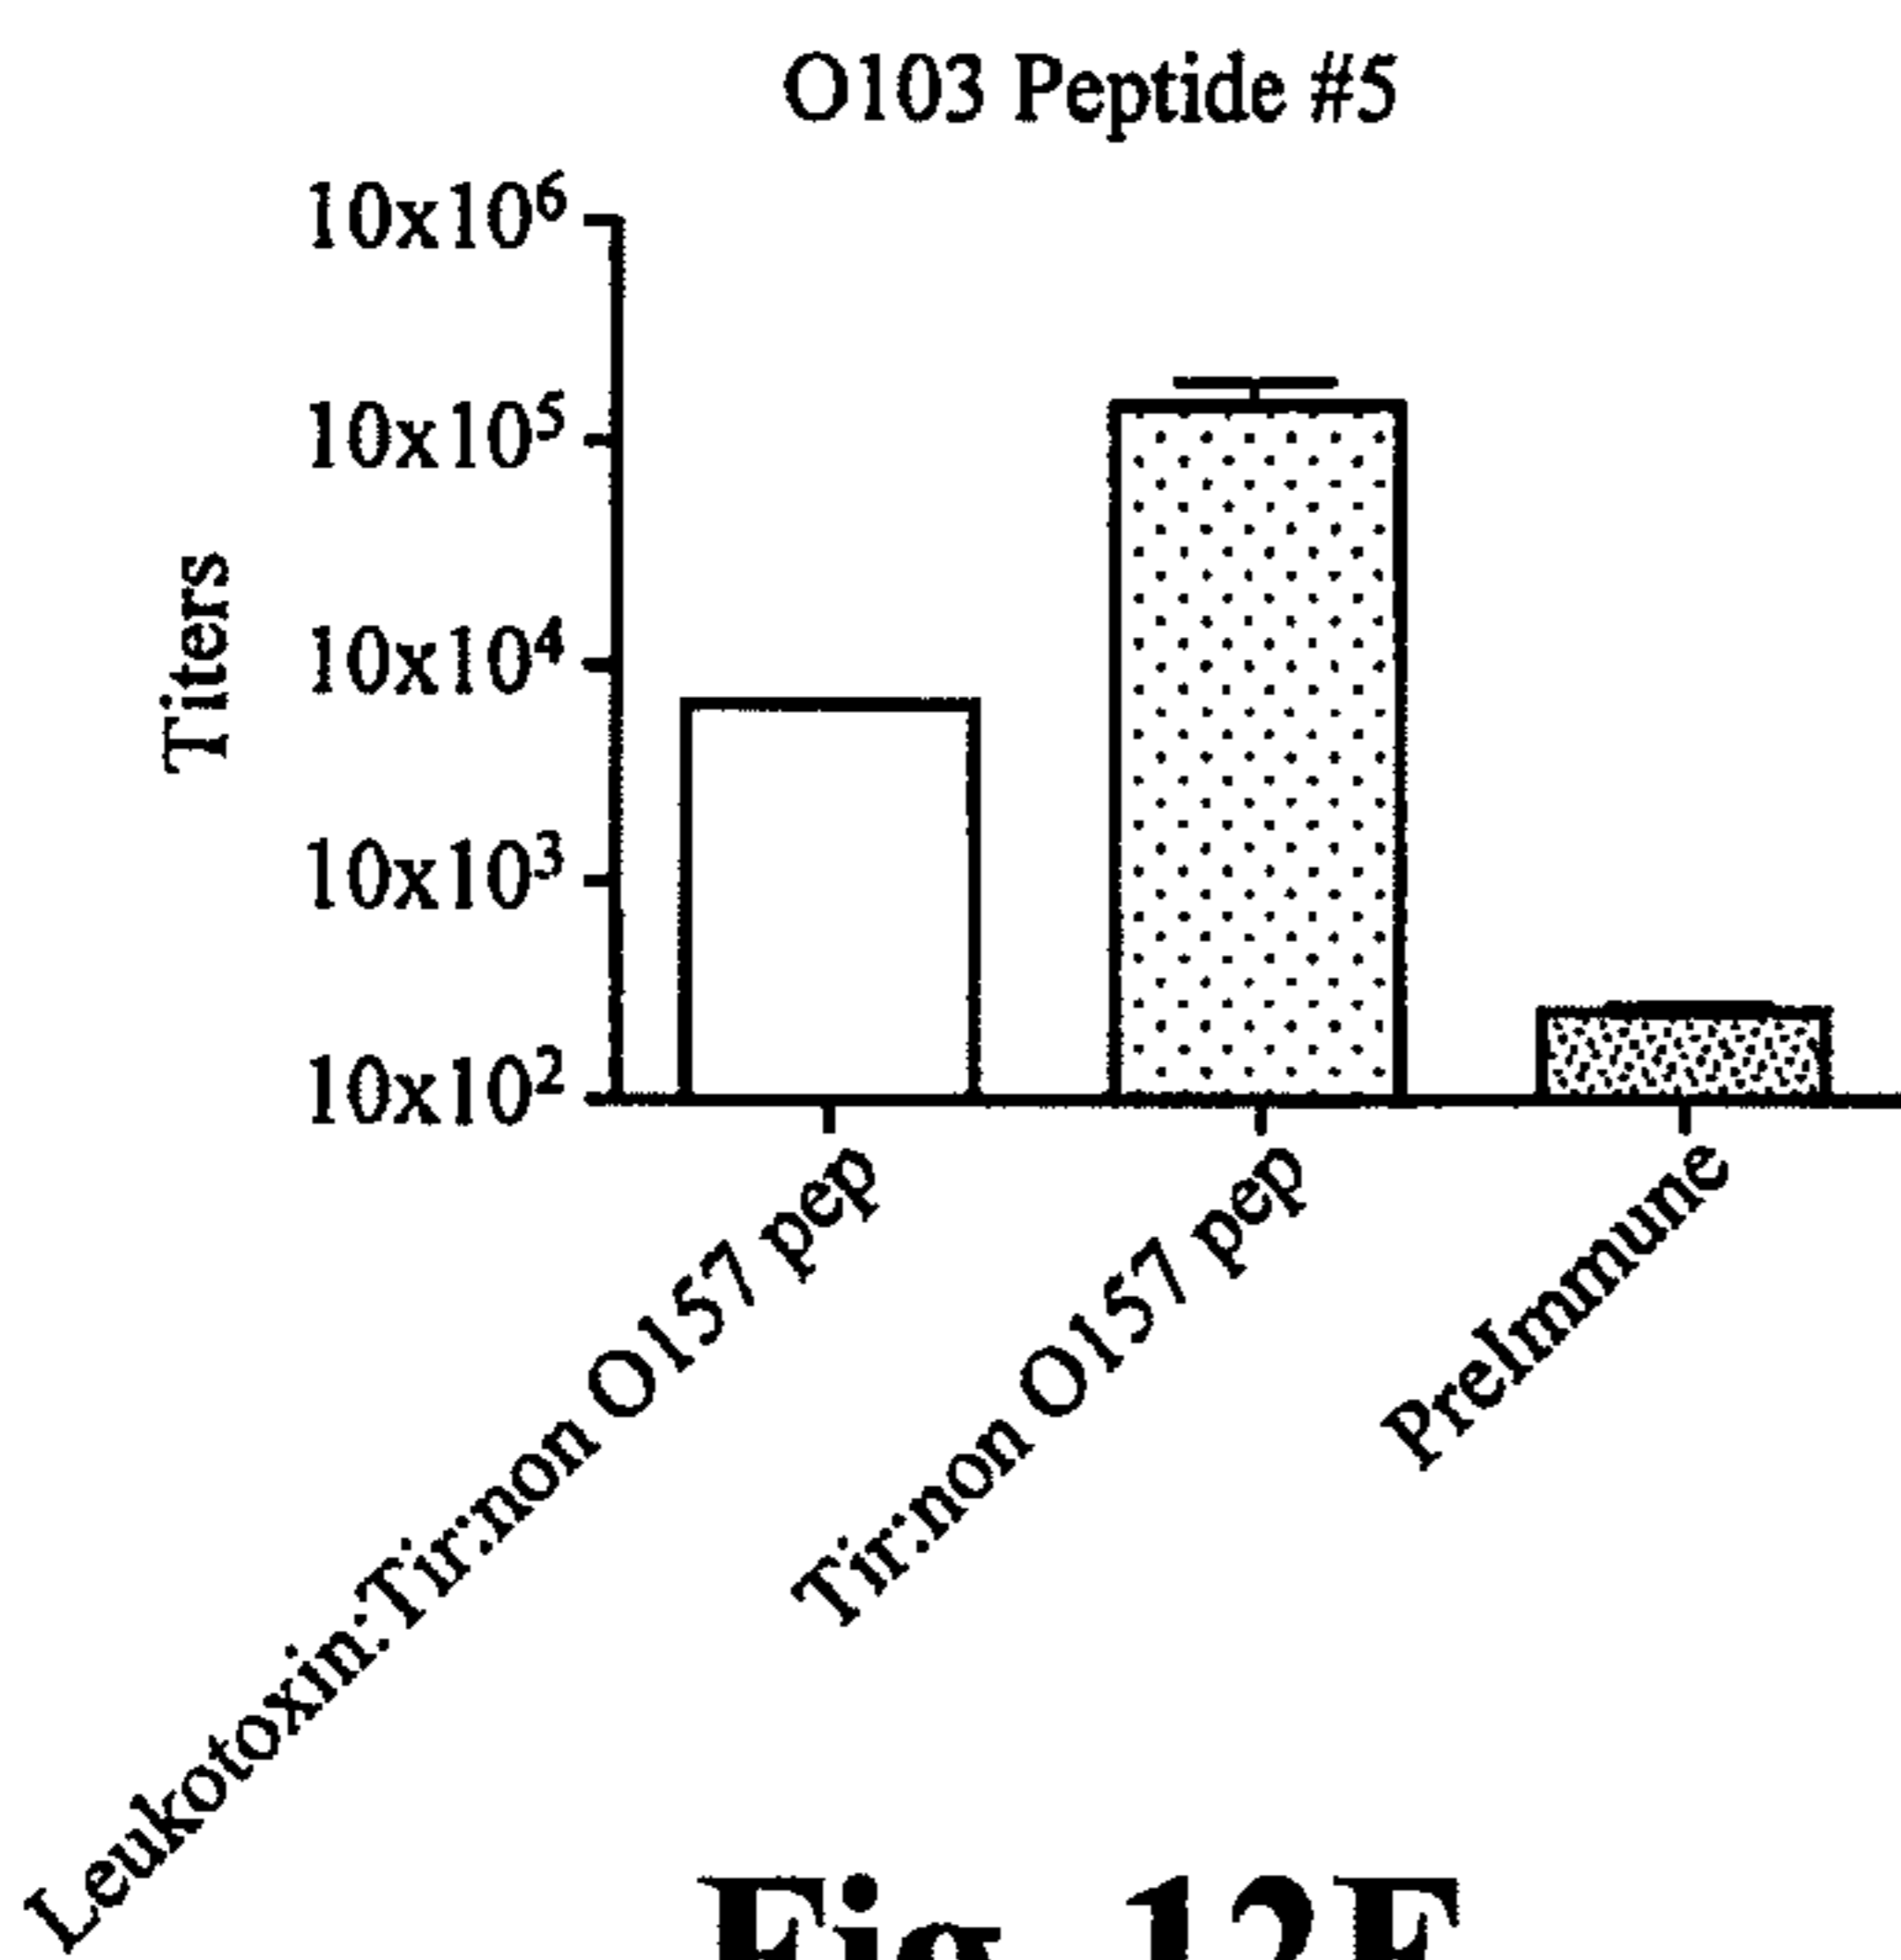 O103 Peptide #5
10x10⁶
10x10⁵
10x10⁴
10x10³
10x10²
Titers
Leukotoxin:Tir:non O157 pep
Tir:non O157 pep
PreImmune